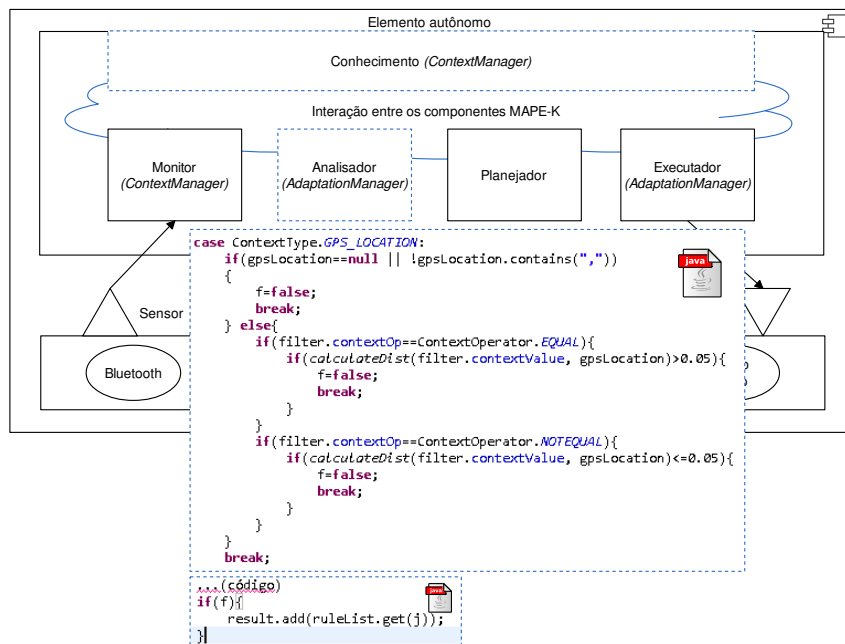 Elemento autônomo
Conhecimento (ContextManager)
Interação entre os componentes MAPE-K
Monitor
(ContextManager)
Analisador
(AdaptationManager)
Planejador
Executador
(AdaptationManager)
Sensor
Bluetooth
case ContextType.GPS_LOCATION:
if(gpsLocation==null || !gpsLocation.contains(","))
{
f=false;
break;
} else{
if(filter.contextOp==ContextOperator.EQUAL){
if(calculateDist(filter.contextValue, gpsLocation)>0.05){
f=false;
break;
}
}
if(filter.contextOp==ContextOperator.NOTEQUAL){
if(calculateDist(filter.contextValue, gpsLocation)<=0.05){
f=false;
break;
}
}
}
break;
java
...(código)
if(f){
result.add(ruleList.get(j));
}
java